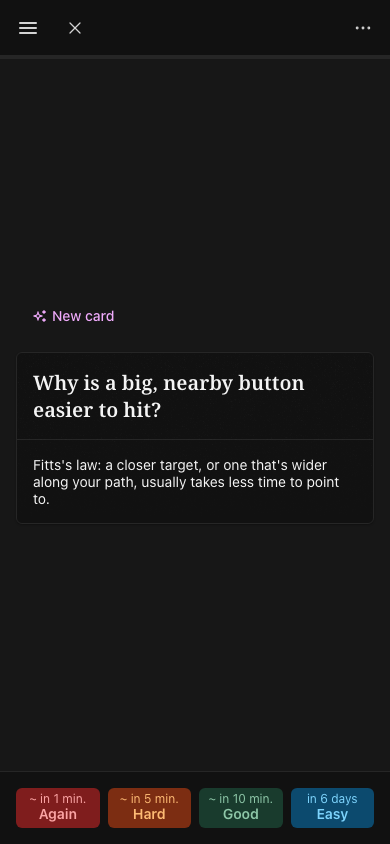 New card
Why is a big, nearby button
easier to hit?
Fitts's law: a closer target, or one that's wider
along your path, usually takes less time to point
to.
~ in 1 min.
Again
~ in 5 min.
Hard
~ in 10 min.
Good
in 6 days
Easy